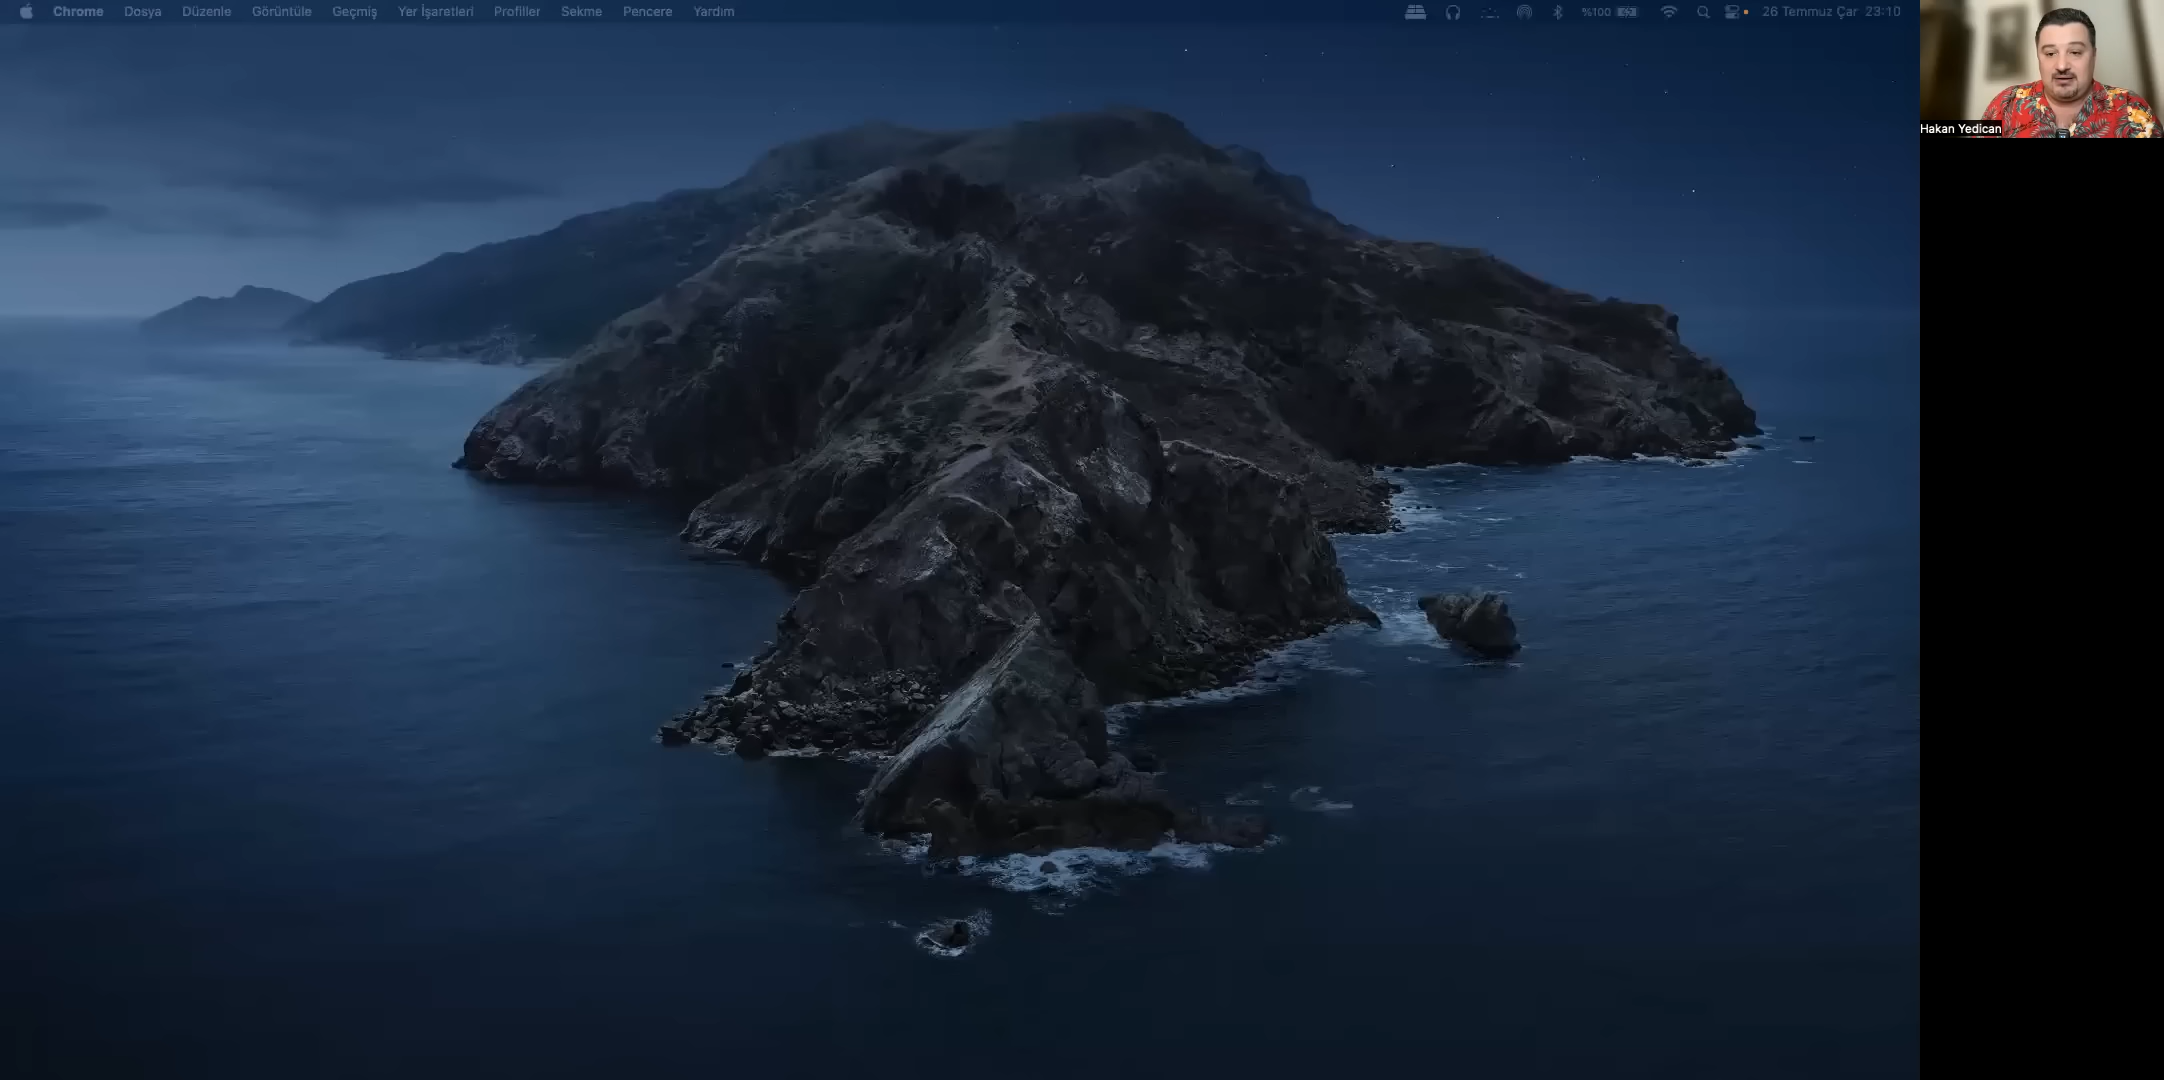 Chrome Dosya Düzenle Görüntüle Geçmiş Yer İşaretleri Profiller Sekme Pencere Yardım %100 26 Temmuz Çar 23:10
Hakan Yedican